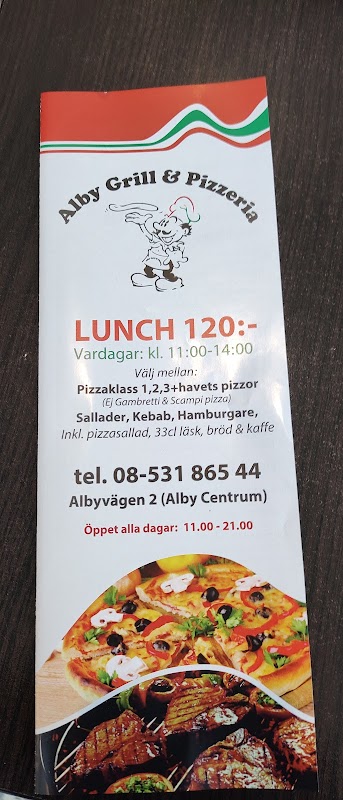 Alby Grill & Pizzeria
LUNCH 120:-
Vardagar: kl. 11:00-14:00
Välj mellan:
Pizzaklass 1,2,3+havets pizzor
(Ej Gambretti & Scampi pizza)
Sallader, Kebab, Hamburgare,
Inkl. pizzasallad, 33cl läsk, bröd & kaffe
tel. 08-531 865 44
Albyvägen 2 (Alby Centrum)
Öppet alla dagar: 11.00 - 21.00